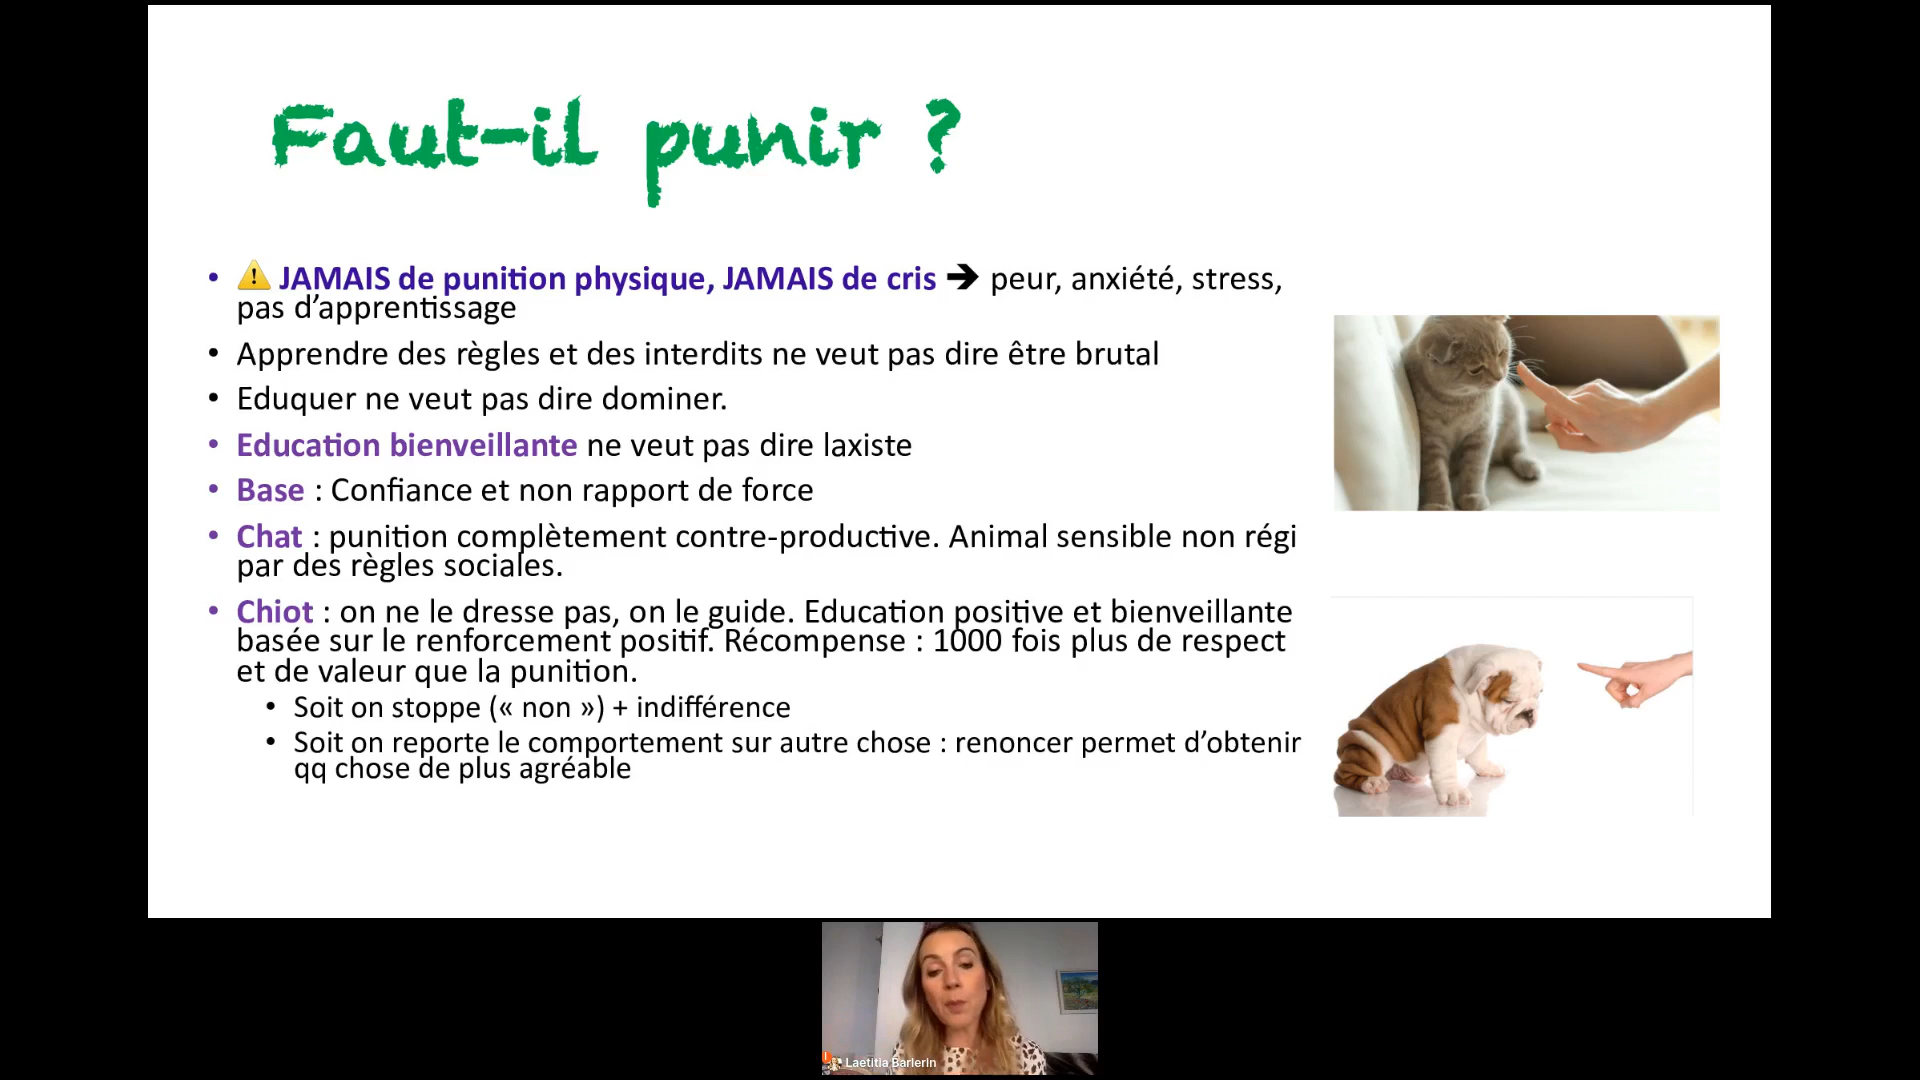 Faut-il punir ?
• ⚠ JAMAIS de punition physique, JAMAIS de cris ➔ peur, anxiété, stress,
pas d’apprentissage
• Apprendre des règles et des interdits ne veut pas dire être brutal
• Eduquer ne veut pas dire dominer.
• Education bienveillante ne veut pas dire laxiste
• Base : Confiance et non rapport de force
• Chat : punition complètement contre-productive. Animal sensible non régi
par des règles sociales.
• Chiot : on ne le dresse pas, on le guide. Education positive et bienveillante
basée sur le renforcement positif. Récompense : 1000 fois plus de respect
et de valeur que la punition.
• Soit on stoppe (« non ») + indifférence
• Soit on reporte le comportement sur autre chose : renoncer permet d’obtenir
qq chose de plus agréable
Laetitia Barlerin